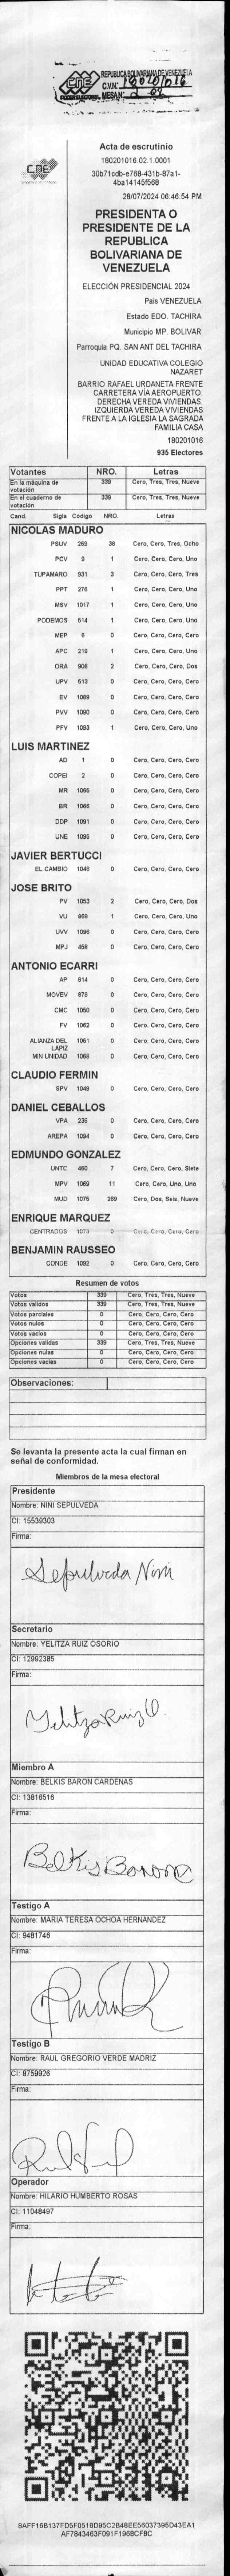 REPUBLICA BOLIVARIANA DE VENEZUELA
CNE
PODER ELECTORAL
C.V.N°. 180201016
MESA N°. 2 02
CNE
Acta de escrutinio
180201016.02.1.0001
30b71cdb-e768-431b-87a1-
4ba14145f568
28/07/2024 06:46:54 PM
PRESIDENTA O
PRESIDENTE DE LA
REPUBLICA
BOLIVARIANA DE
VENEZUELA
ELECCIÓN PRESIDENCIAL 2024
País VENEZUELA
Estado EDO. TACHIRA
Municipio MP. BOLIVAR
Parroquia PQ. SAN ANT DEL TACHIRA
UNIDAD EDUCATIVA COLEGIO
NAZARET
BARRIO RAFAEL URDANETA FRENTE
CARRETERA VÍA AEROPUERTO.
DERECHA VEREDA VIVIENDAS.
IZQUIERDA VEREDA VIVIENDAS
FRENTE A LA IGLESIA LA SAGRADA
FAMILIA CASA
180201016
935 Electores
Votantes NRO. Letras
En la máquina de votación 339 Cero, Tres, Tres, Nueve
En el cuaderno de votación 339 Cero, Tres, Tres, Nueve
Cand. Sigla Codigo NRO. Letras
NICOLAS MADURO
PSUV 269 38 Cero, Cero, Tres, Ocho
PCV 9 1 Cero, Cero, Cero, Uno
TUPAMARO 931 3 Cero, Cero, Cero, Tres
PPT 276 1 Cero, Cero, Cero, Uno
MSV 1017 1 Cero, Cero, Cero, Uno
PODEMOS 514 1 Cero, Cero, Cero, Uno
MEP 6 0 Cero, Cero, Cero, Cero
APC 219 1 Cero, Cero, Cero, Uno
ORA 906 2 Cero, Cero, Cero, Dos
UPV 513 0 Cero, Cero, Cero, Cero
EV 1089 0 Cero, Cero, Cero, Cero
PVV 1090 0 Cero, Cero, Cero, Cero
PFV 1093 1 Cero, Cero, Cero, Uno
LUIS MARTINEZ
AD 1 0 Cero, Cero, Cero, Cero
COPEI 2 0 Cero, Cero, Cero, Cero
MR 1065 0 Cero, Cero, Cero, Cero
BR 1066 0 Cero, Cero, Cero, Cero
DDP 1091 0 Cero, Cero, Cero, Cero
UNE 1095 0 Cero, Cero, Cero, Cero
JAVIER BERTUCCI
EL CAMBIO 1048 0 Cero, Cero, Cero, Cero
JOSE BRITO
PV 1053 2 Cero, Cero, Cero, Dos
VU 969 1 Cero, Cero, Cero, Uno
UVV 1096 0 Cero, Cero, Cero, Cero
MPJ 458 0 Cero, Cero, Cero, Cero
ANTONIO ECARRI
AP 814 0 Cero, Cero, Cero, Cero
MOVEV 878 0 Cero, Cero, Cero, Cero
CMC 1050 0 Cero, Cero, Cero, Cero
FV 1062 0 Cero, Cero, Cero, Cero
ALIANZA DEL LÁPIZ 1051 0 Cero, Cero, Cero, Cero
MIN UNIDAD 1068 0 Cero, Cero, Cero, Cero
CLAUDIO FERMIN
SPV 1049 0 Cero, Cero, Cero, Cero
DANIEL CEBALLOS
VPA 236 0 Cero, Cero, Cero, Cero
AREPA 1094 0 Cero, Cero, Cero, Cero
EDMUNDO GONZALEZ
UNTC 460 7 Cero, Cero, Cero, Siete
MPV 1069 11 Cero, Cero, Uno, Uno
MUD 1075 269 Cero, Dos, Seis, Nueve
ENRIQUE MARQUEZ
CENTRADOS 1073 0 Cero, Cero, Cero, Cero
BENJAMIN RAUSSEO
CONDE 1092 0 Cero, Cero, Cero, Cero
Resumen de votos
Votos 339 Cero, Tres, Tres, Nueve
Votos validos 339 Cero, Tres, Tres, Nueve
Votos parciales 0 Cero, Cero, Cero, Cero
Votos nulos 0 Cero, Cero, Cero, Cero
Votos vacíos 0 Cero, Cero, Cero, Cero
Opciones validas 339 Cero, Tres, Tres, Nueve
Opciones nulas 0 Cero, Cero, Cero, Cero
Opciones vacías 0 Cero, Cero, Cero, Cero
Observaciones:
Se levanta la presente acta la cual firman en
señal de conformidad.
Miembros de la mesa electoral
Presidente
Nombre: NINI SEPULVEDA
CI: 15539303
Firma:
Sepulveda Nini
Secretario
Nombre: YELITZA RUIZ OSORIO
CI: 12992385
Firma:
Yelitza Ruiz O.
Miembro A
Nombre: BELKIS BARON CARDENAS
CI: 13816516
Firma:
Belkis Baron C
Testigo A
Nombre: MARIA TERESA OCHOA HERNANDEZ
CI: 9481746
Firma:
Testigo B
Nombre: RAUL GREGORIO VERDE MADRIZ
CI: 8759926
Firma:
Operador
Nombre: HILARIO HUMBERTO ROSAS
CI: 11048497
Firma:
8AFF16B137FD5F0518D95C2B48EE56037395D43EA1
AF7843463F091F1968CFBC